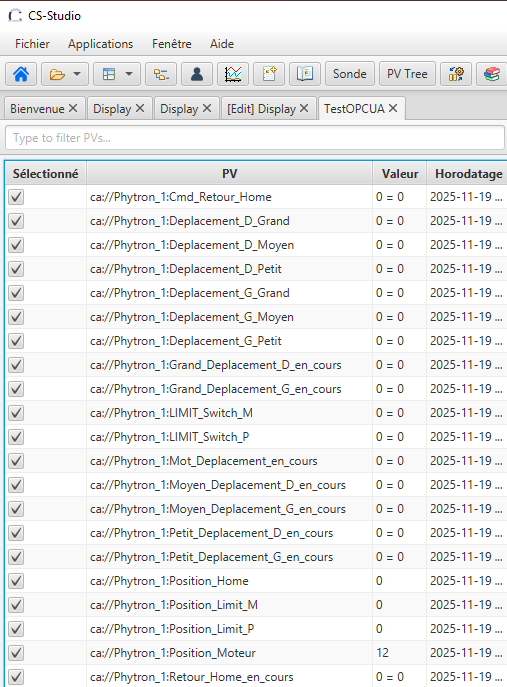 CS-Studio
Fichier Applications Fenêtre Aide
Sonde PV Tree
Bienvenue Display Display [Edit] Display TestOPCUA
Type to filter PVs...
Sélectionné PV Valeur Horodatage
ca://Phytron_1:Cmd_Retour_Home 0 = 0 2025-11-19 ...
ca://Phytron_1:Deplacement_D_Grand 0 = 0 2025-11-19 ...
ca://Phytron_1:Deplacement_D_Moyen 0 = 0 2025-11-19 ...
ca://Phytron_1:Deplacement_D_Petit 0 = 0 2025-11-19 ...
ca://Phytron_1:Deplacement_G_Grand 0 = 0 2025-11-19 ...
ca://Phytron_1:Deplacement_G_Moyen 0 = 0 2025-11-19 ...
ca://Phytron_1:Deplacement_G_Petit 0 = 0 2025-11-19 ...
ca://Phytron_1:Grand_Deplacement_D_en_cours 0 = 0 2025-11-19 ...
ca://Phytron_1:Grand_Deplacement_G_en_cours 0 = 0 2025-11-19 ...
ca://Phytron_1:LIMIT_Switch_M 0 = 0 2025-11-19 ...
ca://Phytron_1:LIMIT_Switch_P 0 = 0 2025-11-19 ...
ca://Phytron_1:Mot_Deplacement_en_cours 0 = 0 2025-11-19 ...
ca://Phytron_1:Moyen_Deplacement_D_en_cours 0 = 0 2025-11-19 ...
ca://Phytron_1:Moyen_Deplacement_G_en_cours 0 = 0 2025-11-19 ...
ca://Phytron_1:Petit_Deplacement_D_en_cours 0 = 0 2025-11-19 ...
ca://Phytron_1:Petit_Deplacement_G_en_cours 0 = 0 2025-11-19 ...
ca://Phytron_1:Position_Home 0 2025-11-19 ...
ca://Phytron_1:Position_Limit_M 0 2025-11-19 ...
ca://Phytron_1:Position_Limit_P 0 2025-11-19 ...
ca://Phytron_1:Position_Moteur 12 2025-11-19 ...
ca://Phytron_1:Retour_Home_en_cours 0 = 0 2025-11-19 ...